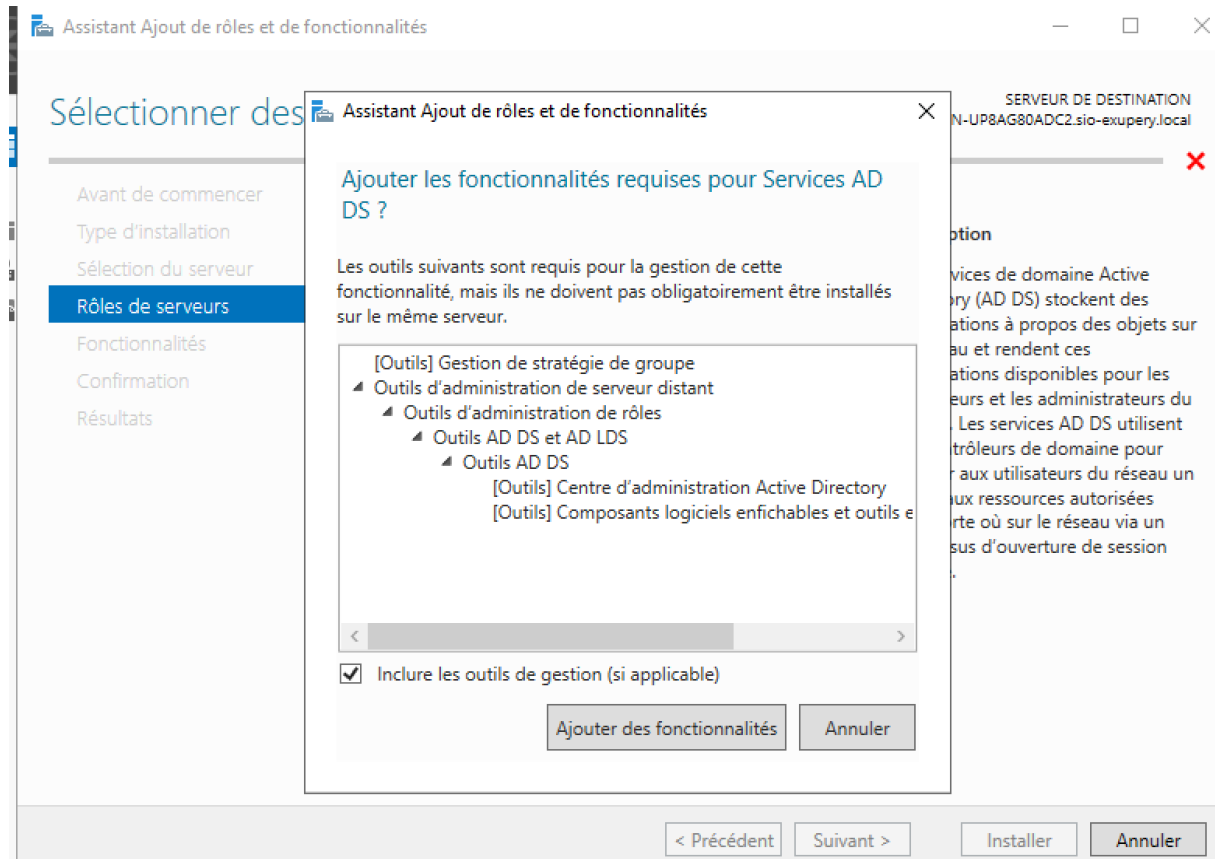 Assistant Ajout de rôles et de fonctionnalités
Sélectionner des
SERVEUR DE DESTINATION
N-UP8AG80ADC2.sio-exupery.local
Avant de commencer
Type d'installation
Sélection du serveur
Rôles de serveurs
Fonctionnalités
Confirmation
Résultats
Assistant Ajout de rôles et de fonctionnalités
Ajouter les fonctionnalités requises pour Services AD
DS ?
Les outils suivants sont requis pour la gestion de cette
fonctionnalité, mais ils ne doivent pas obligatoirement être installés
sur le même serveur.
[Outils] Gestion de stratégie de groupe
Outils d'administration de serveur distant
Outils d'administration de rôles
Outils AD DS et AD LDS
Outils AD DS
[Outils] Centre d'administration Active Directory
[Outils] Composants logiciels enfichables et outils e
Inclure les outils de gestion (si applicable)
Ajouter des fonctionnalités
Annuler
ption
vices de domaine Active
ory (AD DS) stockent des
ations à propos des objets sur
au et rendent ces
ations disponibles pour les
eurs et les administrateurs du
. Les services AD DS utilisent
trôleurs de domaine pour
r aux utilisateurs du réseau un
aux ressources autorisées
rte où sur le réseau via un
sus d'ouverture de session
< Précédent
Suivant >
Installer
Annuler